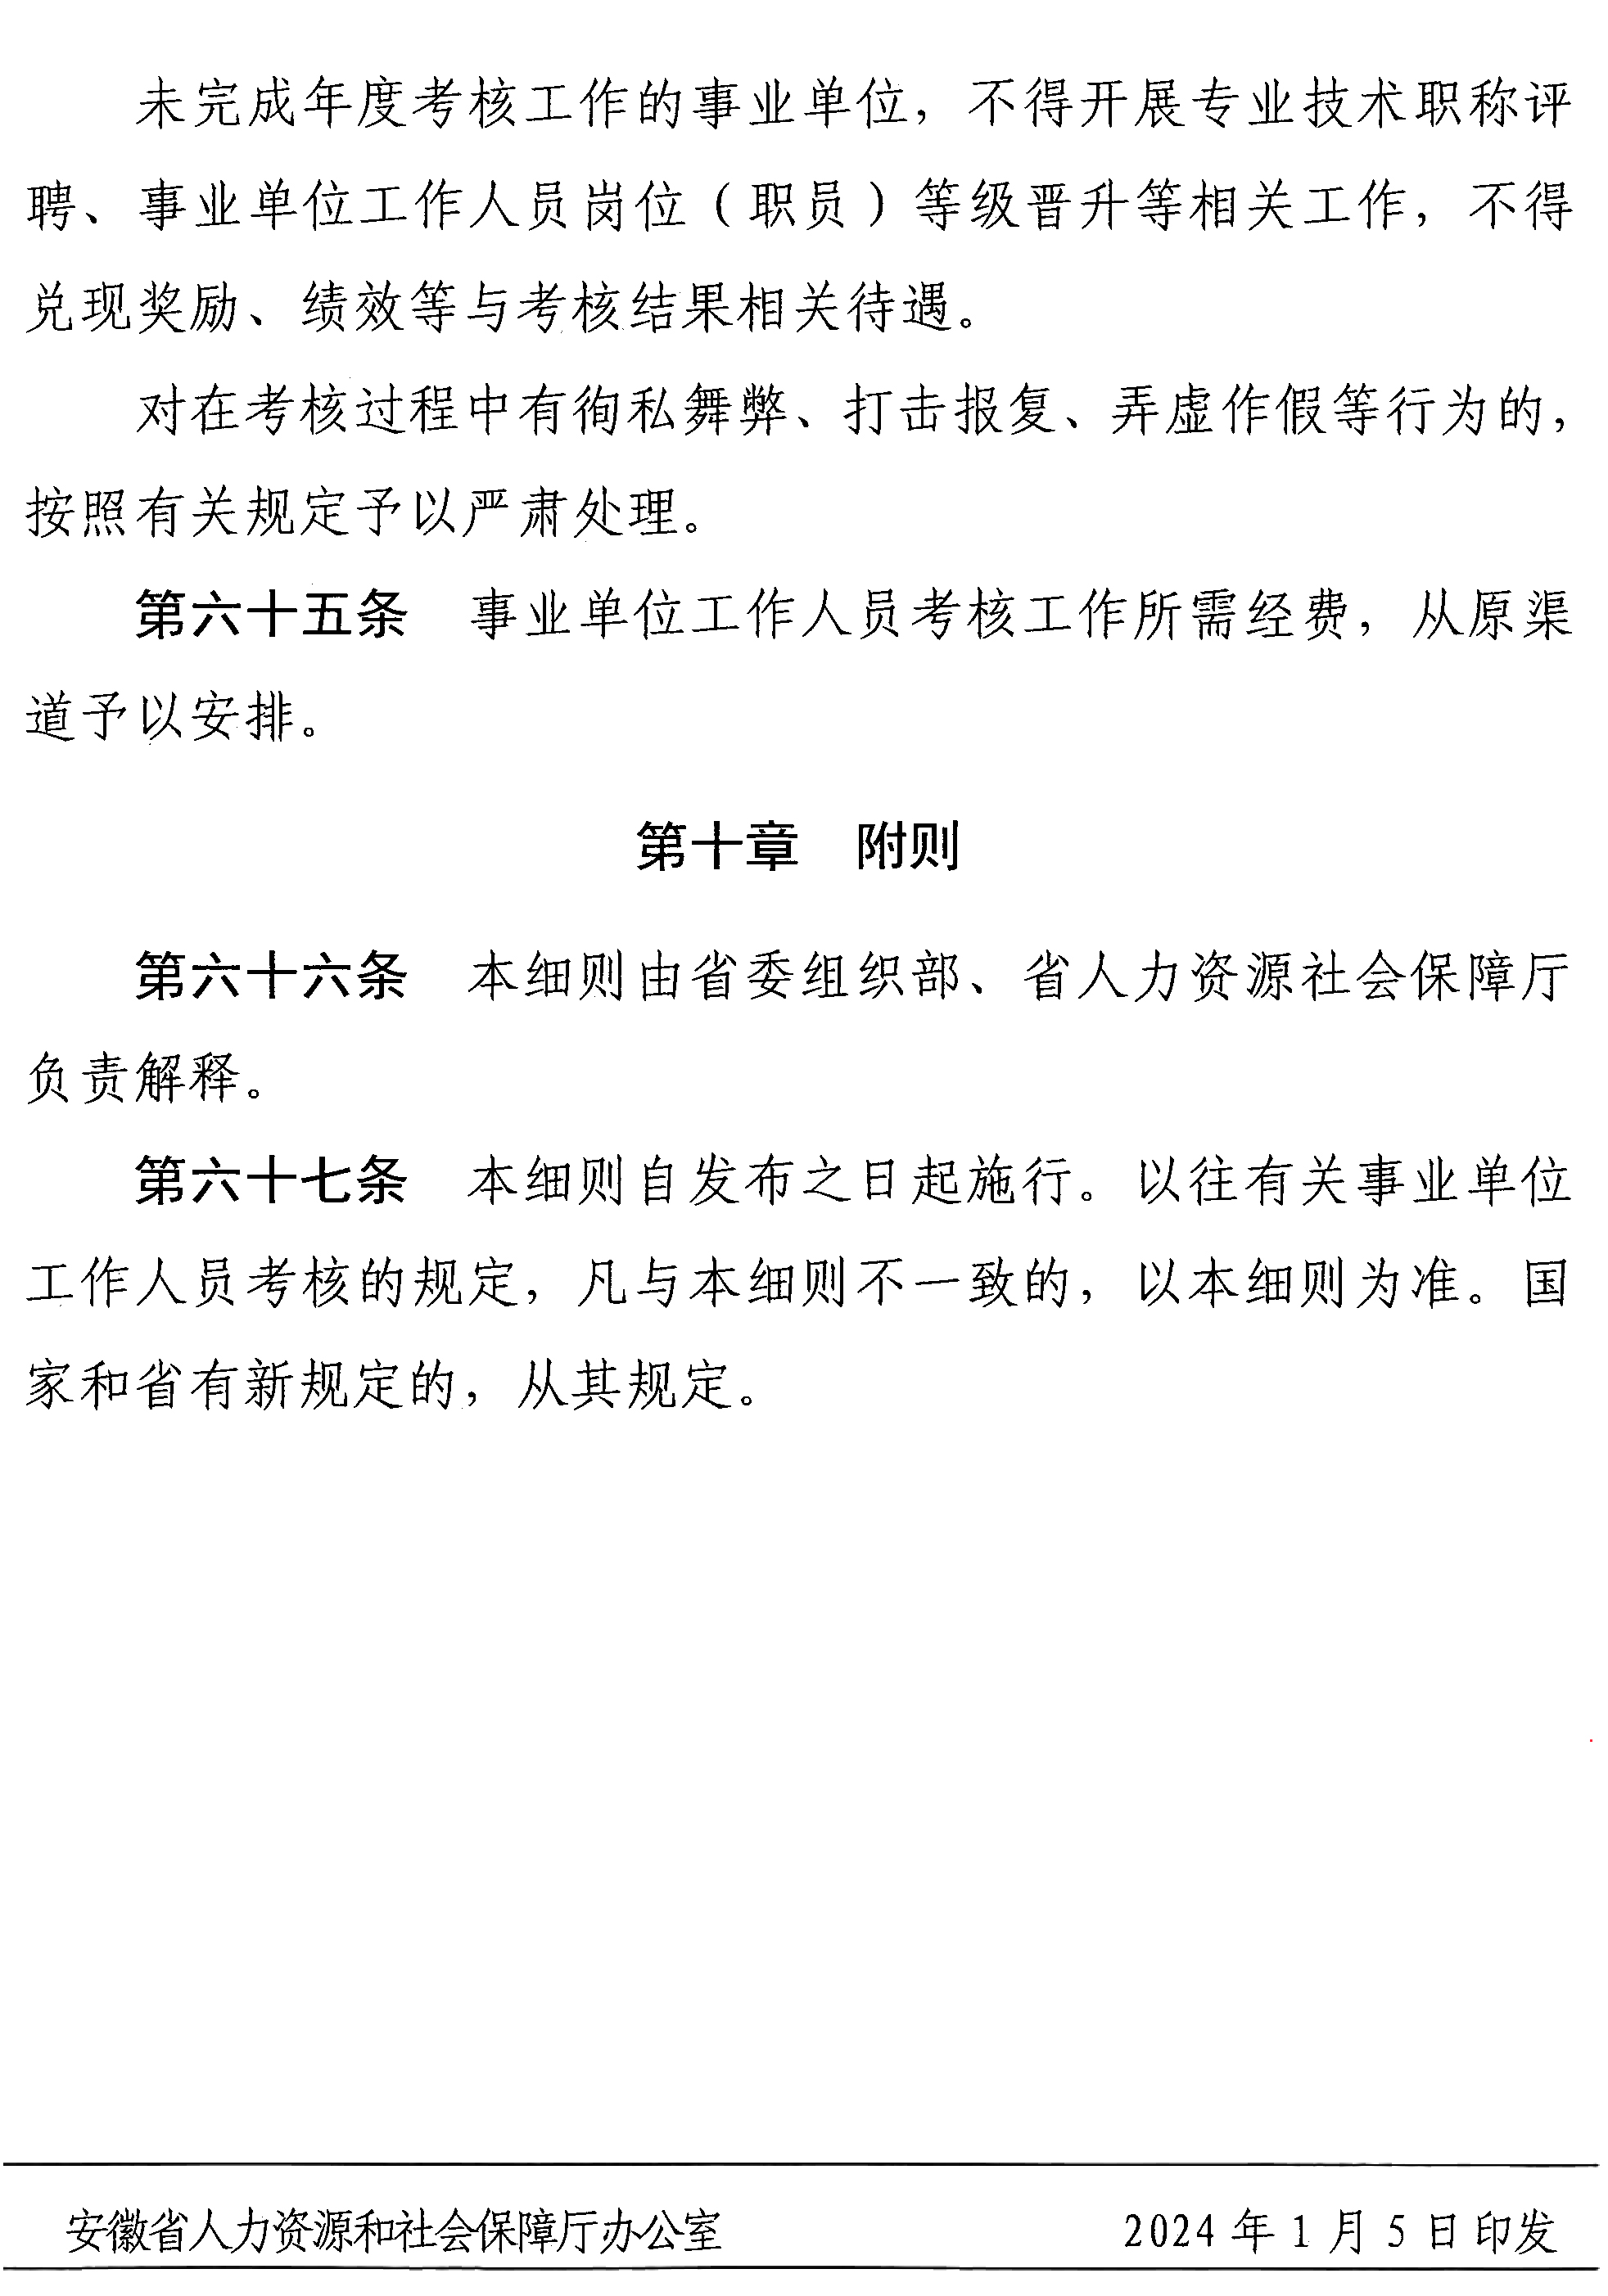 未完成年度考核工作的事业单位，不得开展专业技术职称评
聘、事业单位工作人员岗位（职员）等级晋升等相关工作，不得
兑现奖励、绩效等与考核结果相关待遇。
对在考核过程中有徇私舞弊、打击报复、弄虚作假等行为的，
按照有关规定予以严肃处理。
第六十五条　事业单位工作人员考核工作所需经费，从原渠
道予以安排。
第十章　附则
第六十六条　本细则由省委组织部、省人力资源社会保障厅
负责解释。
第六十七条　本细则自发布之日起施行。以往有关事业单位
工作人员考核的规定，凡与本细则不一致的，以本细则为准。国
家和省有新规定的，从其规定。
安徽省人力资源和社会保障厅办公室　2024 年 1 月 5 日印发